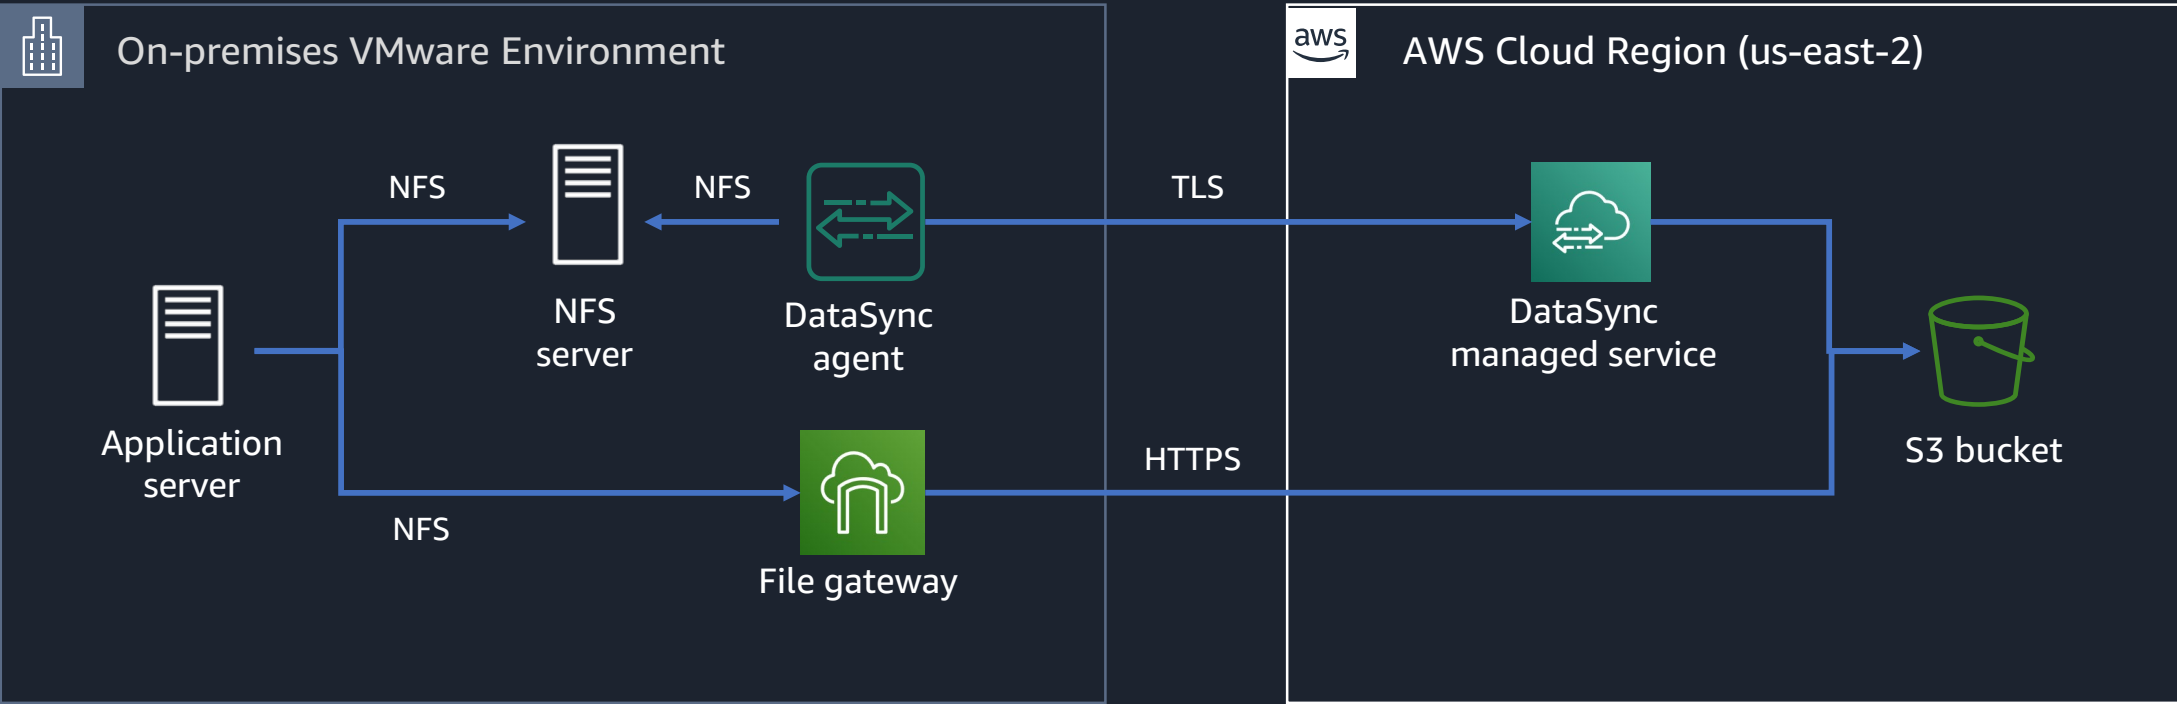 On-premises VMware Environment
aws
AWS Cloud Region (us-east-2)
NFS
NFS
TLS
NFS
server
DataSync
agent
DataSync
managed service
Application
server
HTTPS
S3 bucket
NFS
File gateway